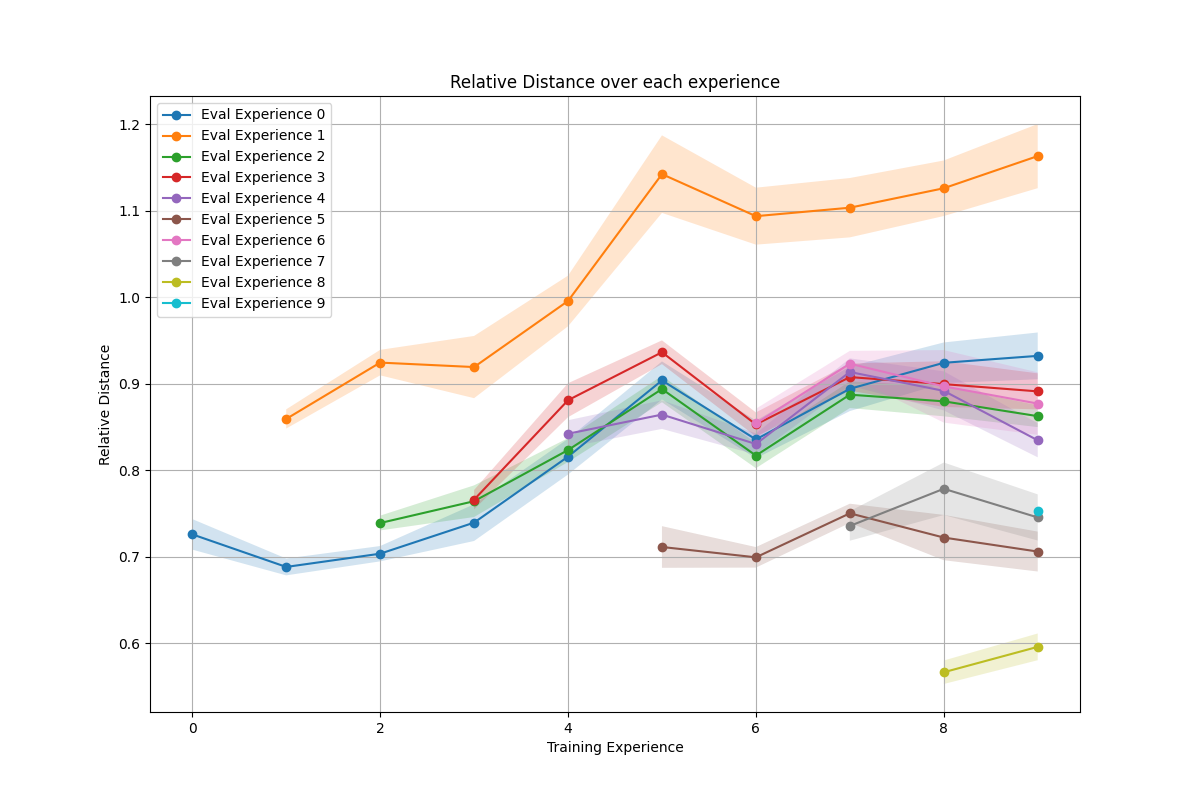 Relative Distance over each experience
Eval Experience 0
Eval Experience 1
Eval Experience 2
Eval Experience 3
Eval Experience 4
Eval Experience 5
Eval Experience 6
Eval Experience 7
Eval Experience 8
Eval Experience 9
1.2
1.1
1.0
0.9
0.8
0.7
0.6
Relative Distance
0 2 4 6 8
Training Experience